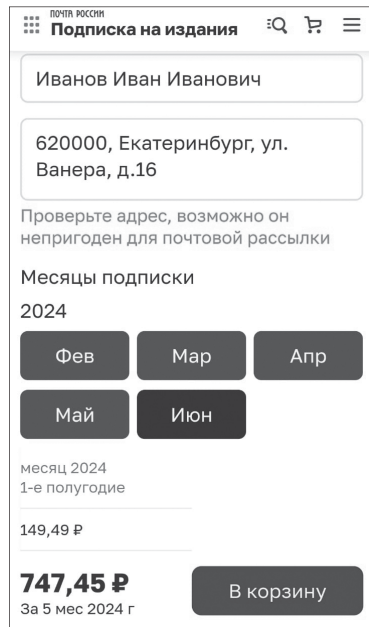 ПОЧТА РОССИИ
Подписка на издания
Иванов Иван Иванович
620000, Екатеринбург, ул.
Ванера, д.16
Проверьте адрес, возможно он
непригоден для почтовой рассылки
Месяцы подписки
2024
Фев Мар Апр
Май Июн
месяц 2024
1-е полугодие
149,49 ₽
747,45 ₽
За 5 мес 2024 г
В корзину